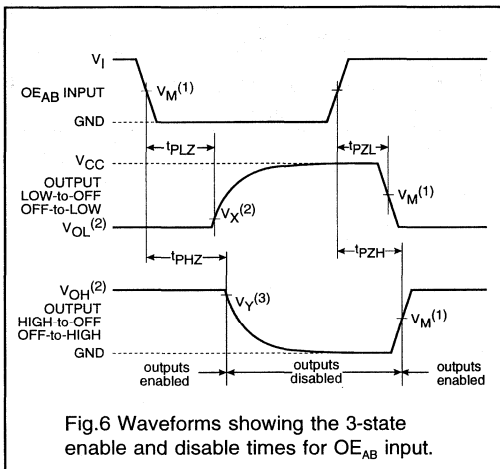 V_I
OE_AB INPUT
V_M(1)
GND
t_PLZ
t_PZL
V_CC
OUTPUT
LOW-to-OFF
OFF-to-LOW
V_M(1)
V_X(2)
V_OL(2)
t_PHZ
t_PZH
V_OH(2)
V_Y(3)
OUTPUT
HIGH to OFF
OFF-to-HIGH
V_M(1)
GND
outputs enabled
outputs disabled
outputs enabled
Fig.6 Waveforms showing the 3-state
enable and disable times for OE_AB input.